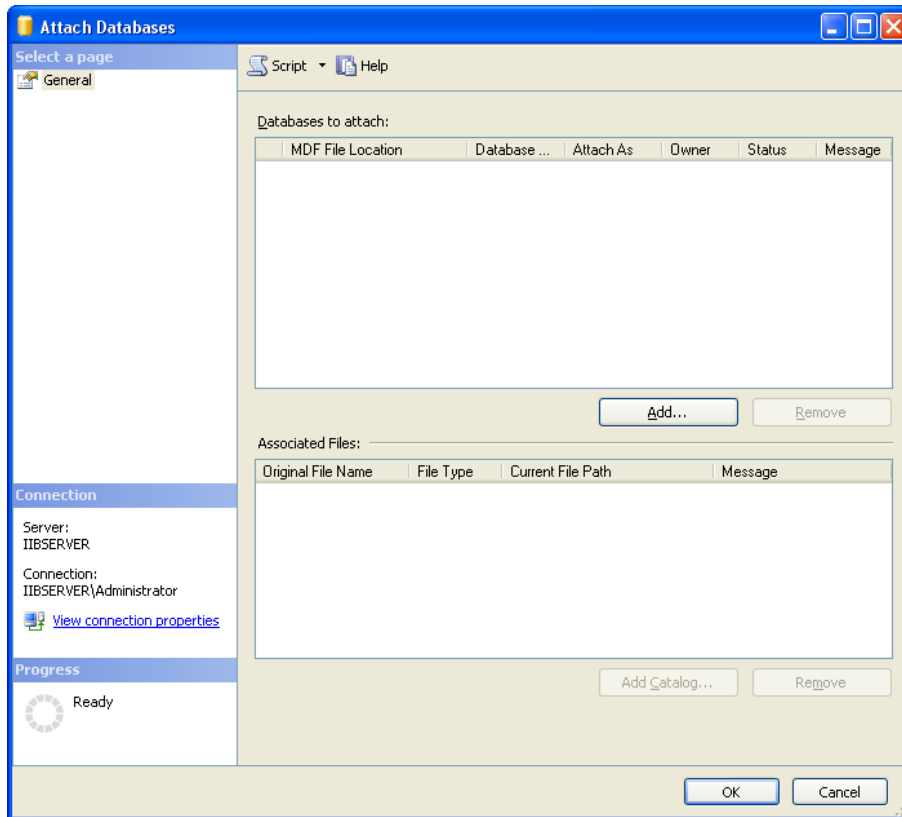 Attach Databases
Select a page
General
Script Help
Databases to attach:
MDF File Location Database ... Attach As Owner Status Message
Add... Remove
Associated Files:
Original File Name File Type Current File Path Message
Add Catalog... Remove
Connection
Server:
IIBSERVER
Connection:
IIBSERVER\Administrator
View connection properties
Progress
Ready
OK Cancel